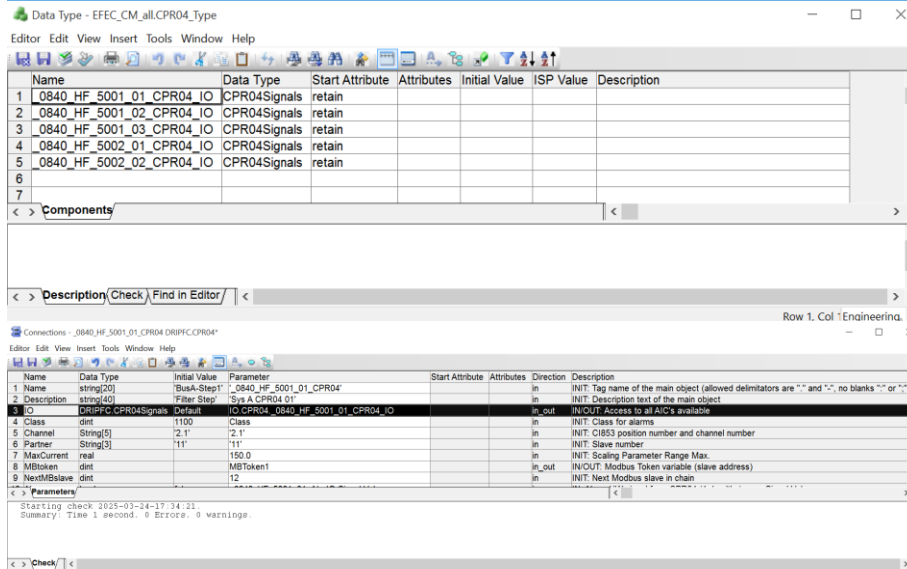 Data Type - EFEC_CM_all.CPR04_Type
Editor Edit View Insert Tools Window Help
Name Data Type Start Attribute Attributes Initial Value ISP Value Description
1 _0840_HF_5001_01_CPR04_IO CPR04Signals retain
2 _0840_HF_5001_02_CPR04_IO CPR04Signals retain
3 _0840_HF_5001_03_CPR04_IO CPR04Signals retain
4 _0840_HF_5002_01_CPR04_IO CPR04Signals retain
5 _0840_HF_5002_02_CPR04_IO CPR04Signals retain
6
7
Components
Description Check Find in Editor
Row 1, Col 1 Engineering.
Connections - _0840_HF_5001_01_CPR04 DRIPFC.CPR04*
Editor Edit View Insert Tools Window Help
Name Data Type Initial Value Parameter Start Attribute Attributes Direction Description
1 Name string[20] 'BusA-Step1' '_0840_HF_5001_01_CPR04' in INIT: Tag name of the main object (allowed delimitators are "." and "-", no blanks ":" or ";"
2 Description string[40] 'Filter Step' 'Sys A CPR04 01' in INIT: Description text of the main object
3 IO DRIPFC.CPR04Signals Default IO.CPR04._0840_HF_5001_01_CPR04_IO in_out IN/OUT: Access to all AIC's available
4 Class dint 1100 Class in INIT: Class for alarms
5 Channel String[5] '2.1' '2.1' in INIT: CI853 position number and channel number
6 Partner String[3] '11' '11' in INIT: Slave number
7 MaxCurrent real 150.0 in INIT: Scaling Parameter Range Max.
8 MBtoken dint MBToken1 in_out IN/OUT: Modbus Token variable (slave address)
9 NextMBslave dint 12 in INIT: Next Modbus slave in chain
Parameters
Starting check 2025-03-24-17:34:21.
Summary: Time 1 second. 0 Errors. 0 warnings.
Check